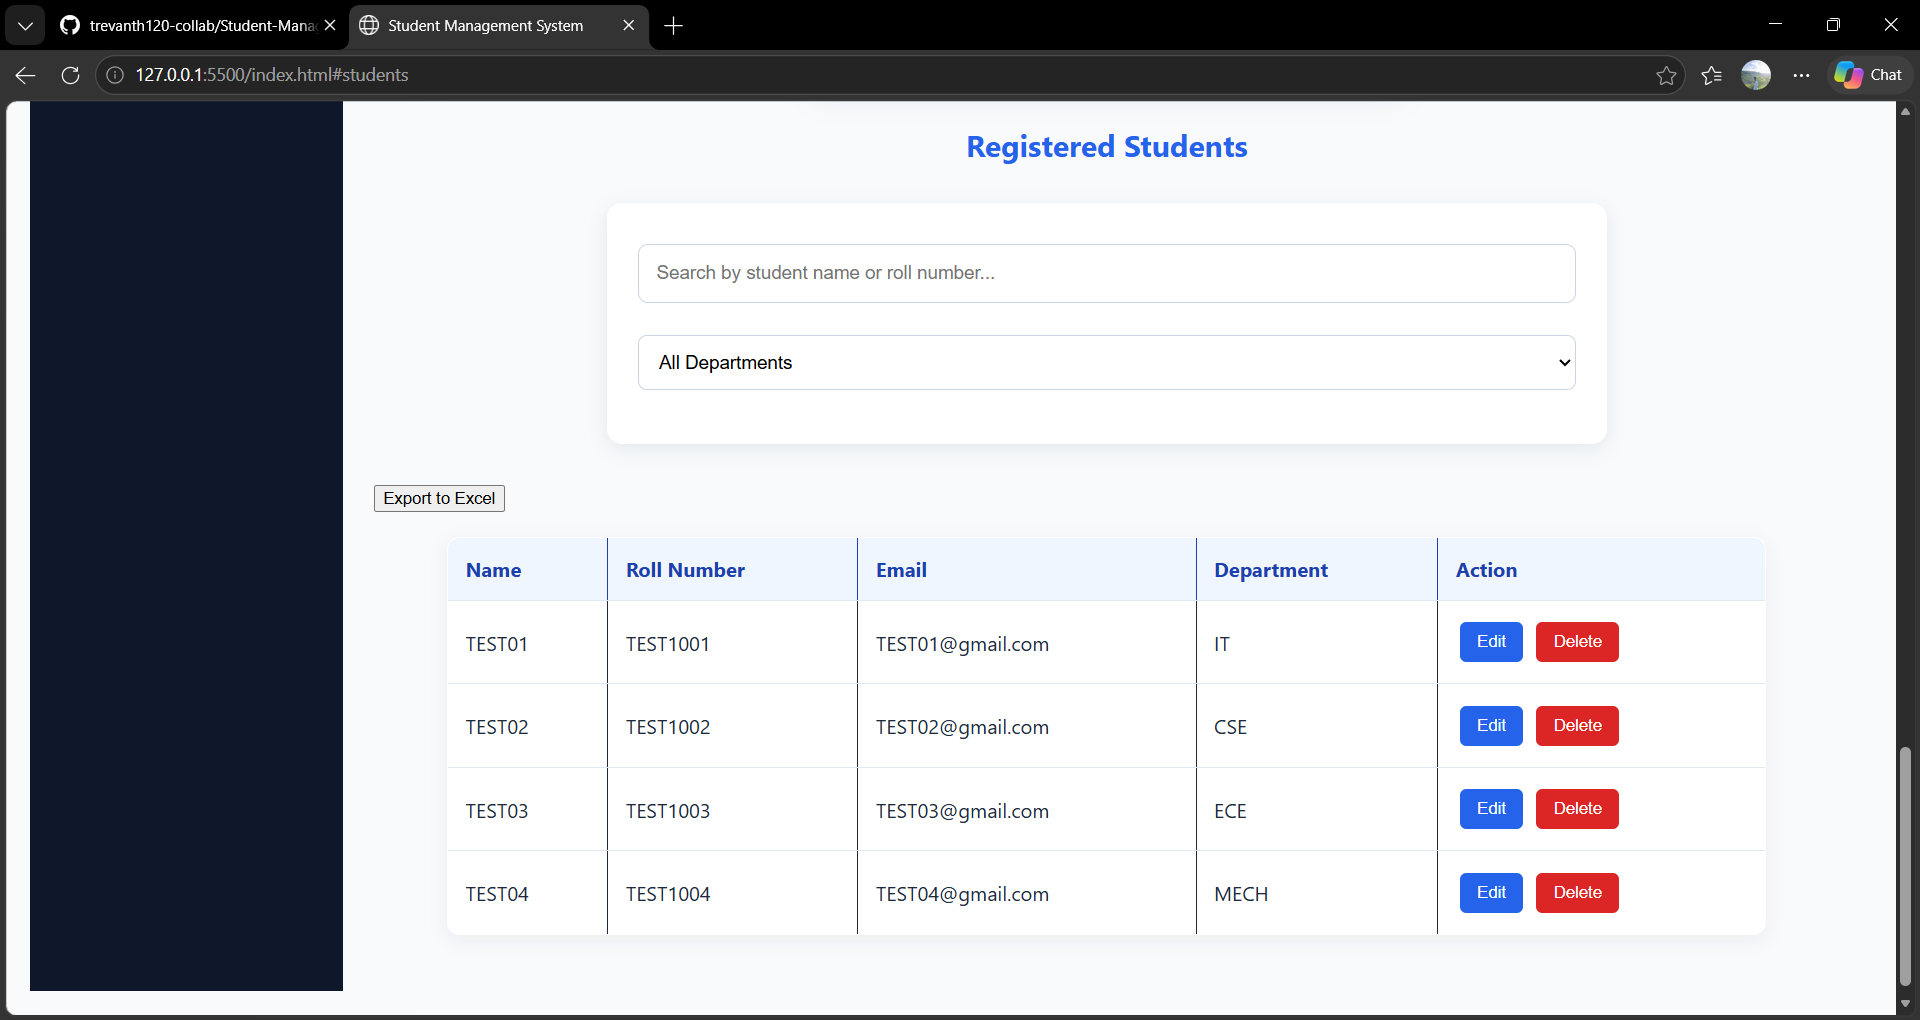 trevanth120-collab/Student-Mana
Student Management System
127.0.0.1:5500/index.html#students
Chat
Registered Students
Search by student name or roll number...
All Departments
Export to Excel
Name Roll Number Email Department Action
TEST01 TEST1001 TEST01@gmail.com IT Edit Delete
TEST02 TEST1002 TEST02@gmail.com CSE Edit Delete
TEST03 TEST1003 TEST03@gmail.com ECE Edit Delete
TEST04 TEST1004 TEST04@gmail.com MECH Edit Delete